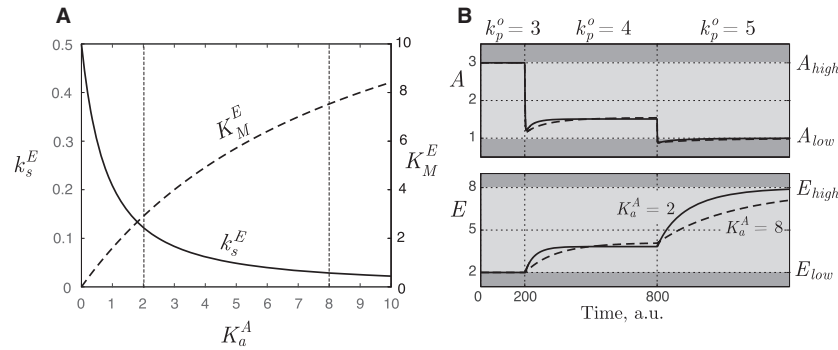 A
0.5
0.4
0.3
0.2
0.1
0
k_s^E
10
8
6
4
2
0
K_M^E
K_M^E
k_s^E
0 1 2 3 4 5 6 7 8 9 10
K_a^A
B
k_p^o = 3 k_p^o = 4 k_p^o = 5
3
A
2
1
A_high
A_low
8
E
5
2
E_high
K_a^A = 2
K_a^A = 8
E_low
0 200 800
Time, a.u.